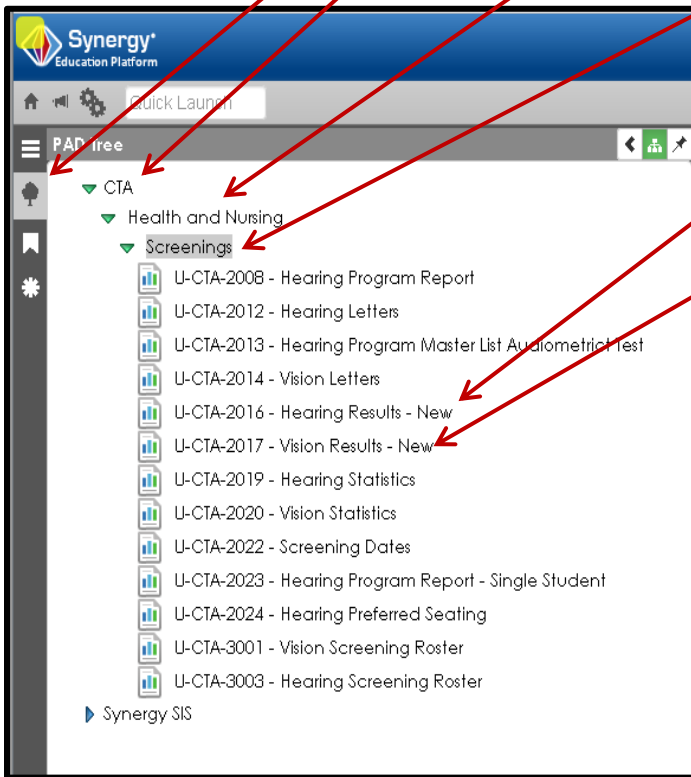 Synergy
Education Platform
Quick Launch
PAD Tree
CTA
Health and Nursing
Screenings
U-CTA-2008 - Hearing Program Report
U-CTA-2012 - Hearing Letters
U-CTA-2013 - Hearing Program Master List Audiometrict Test
U-CTA-2014 - Vision Letters
U-CTA-2016 - Hearing Results - New
U-CTA-2017 - Vision Results - New
U-CTA-2019 - Hearing Statistics
U-CTA-2020 - Vision Statistics
U-CTA-2022 - Screening Dates
U-CTA-2023 - Hearing Program Report - Single Student
U-CTA-2024 - Hearing Preferred Seating
U-CTA-3001 - Vision Screening Roster
U-CTA-3003 - Hearing Screening Roster
Synergy SIS